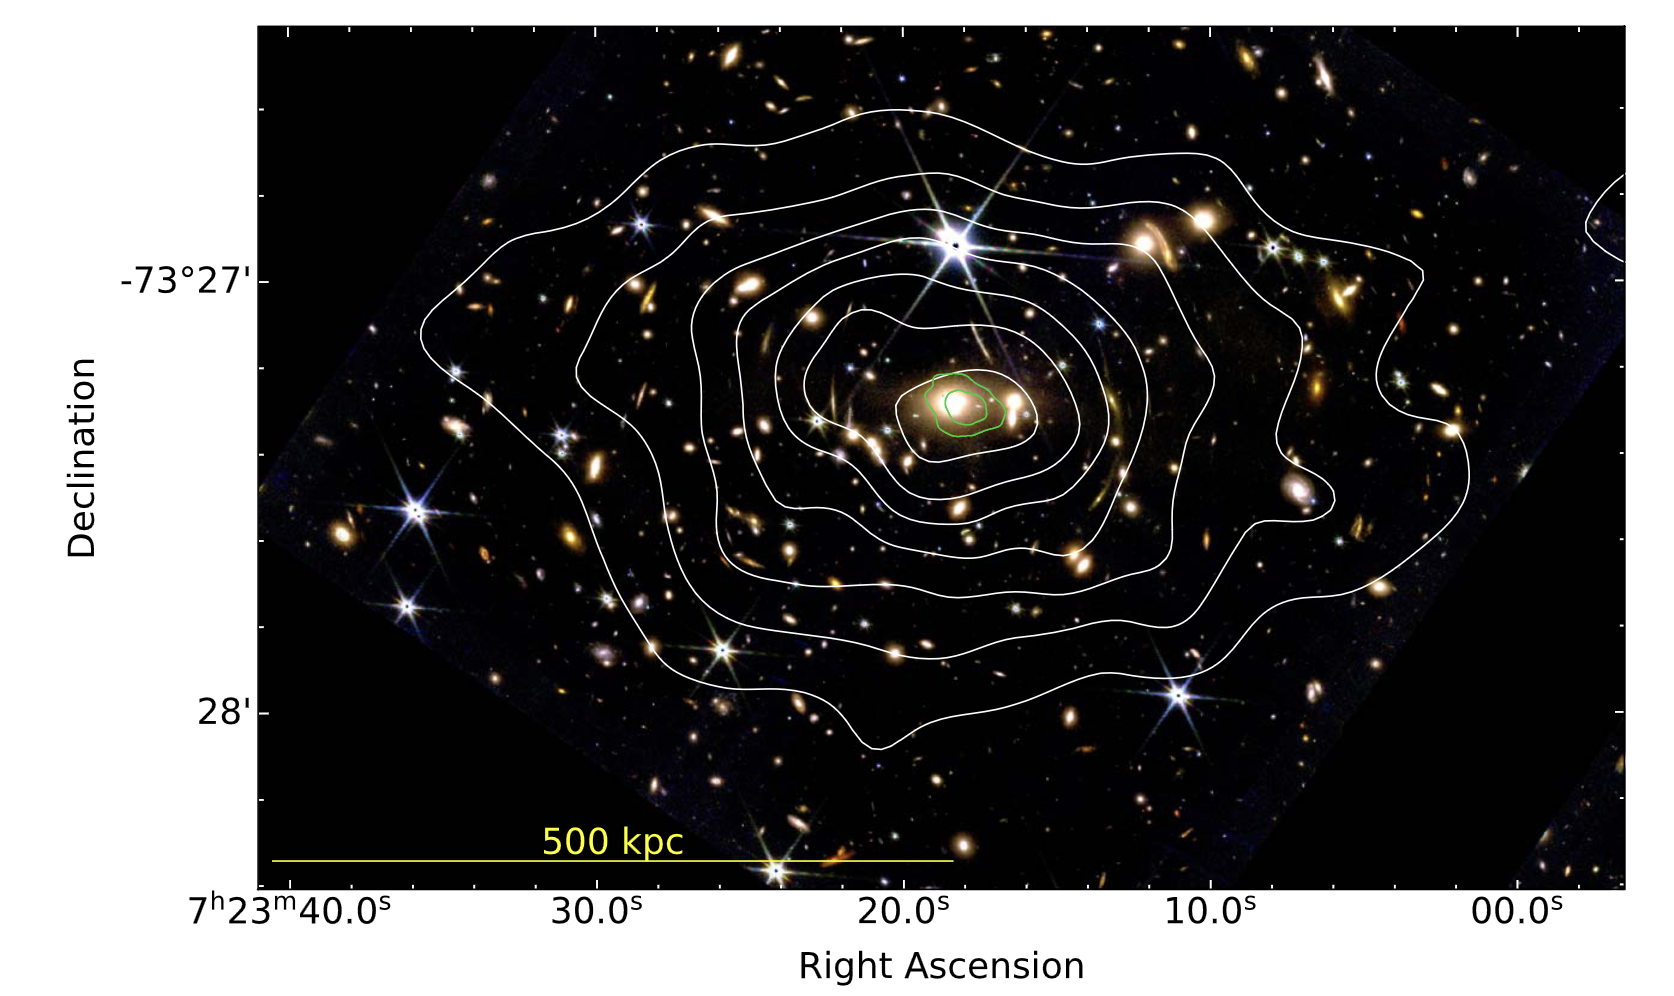 -73°27'
Declination
28'
500 kpc
7ʰ23ᵐ40.0ˢ 30.0ˢ 20.0ˢ 10.0ˢ 00.0ˢ
Right Ascension